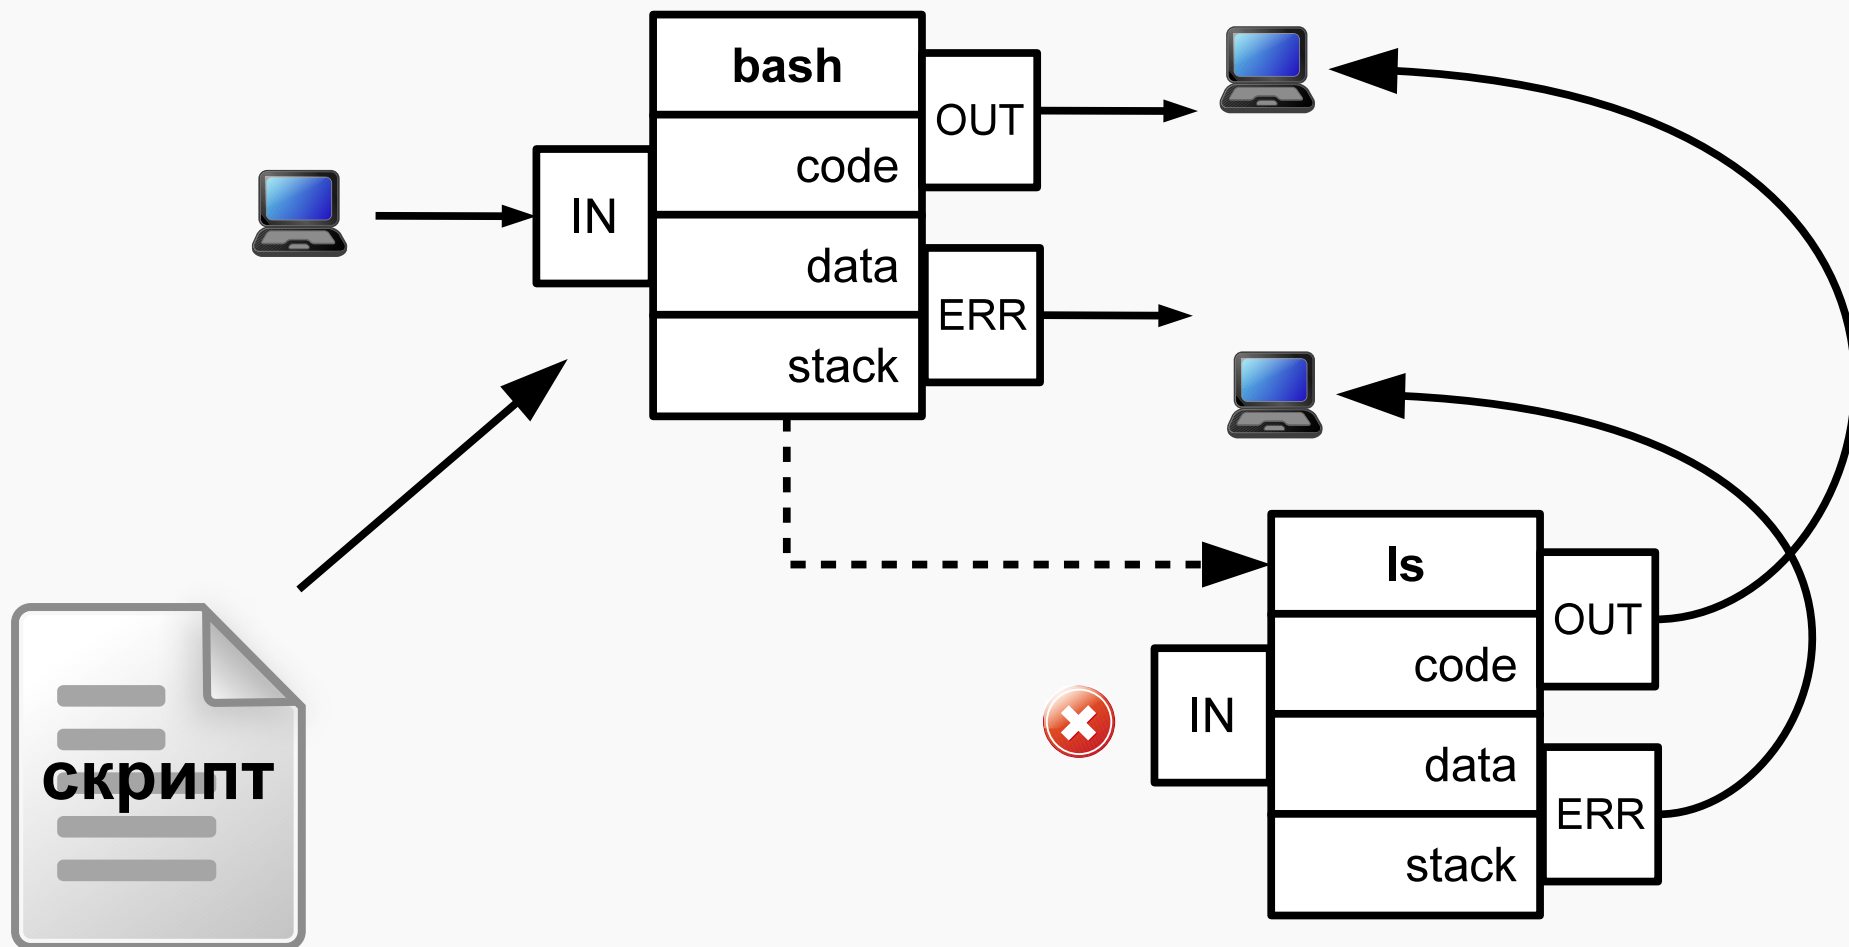 bash
OUT
code
IN
data
ERR
stack
ls
OUT
code
IN
скрипт
data
ERR
stack